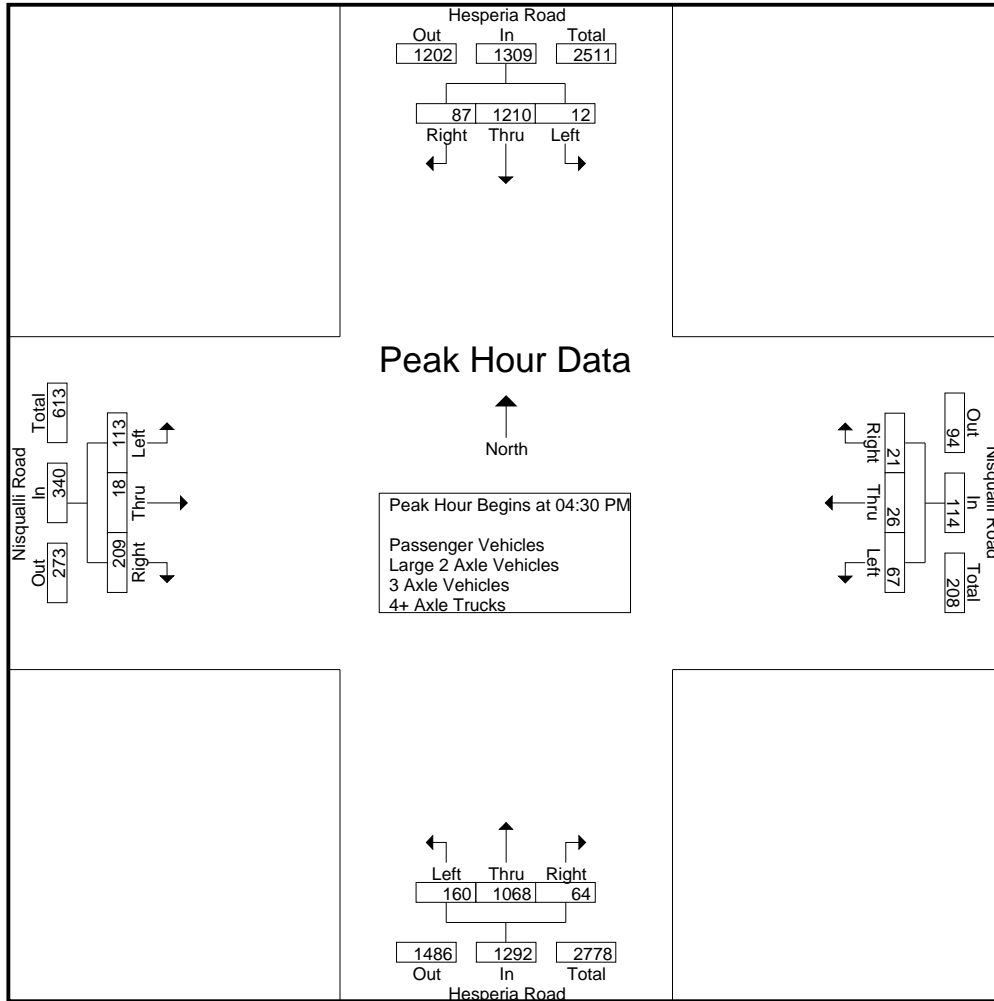 Hesperia Road
Out In Total
1202 1309 2511
87 1210 12
Right Thru Left
Peak Hour Data
North
Peak Hour Begins at 04:30 PM
Passenger Vehicles
Large 2 Axle Vehicles
3 Axle Vehicles
4+ Axle Trucks
Nisqualli Road
Out In Total
273 340 613
Left Thru Right
113 18 209
Nisqualli Road
Out In Total
94 114 208
Right Thru Left
21 26 67
Left Thru Right
160 1068 64
1486 1292 2778
Out In Total
Hesperia Road